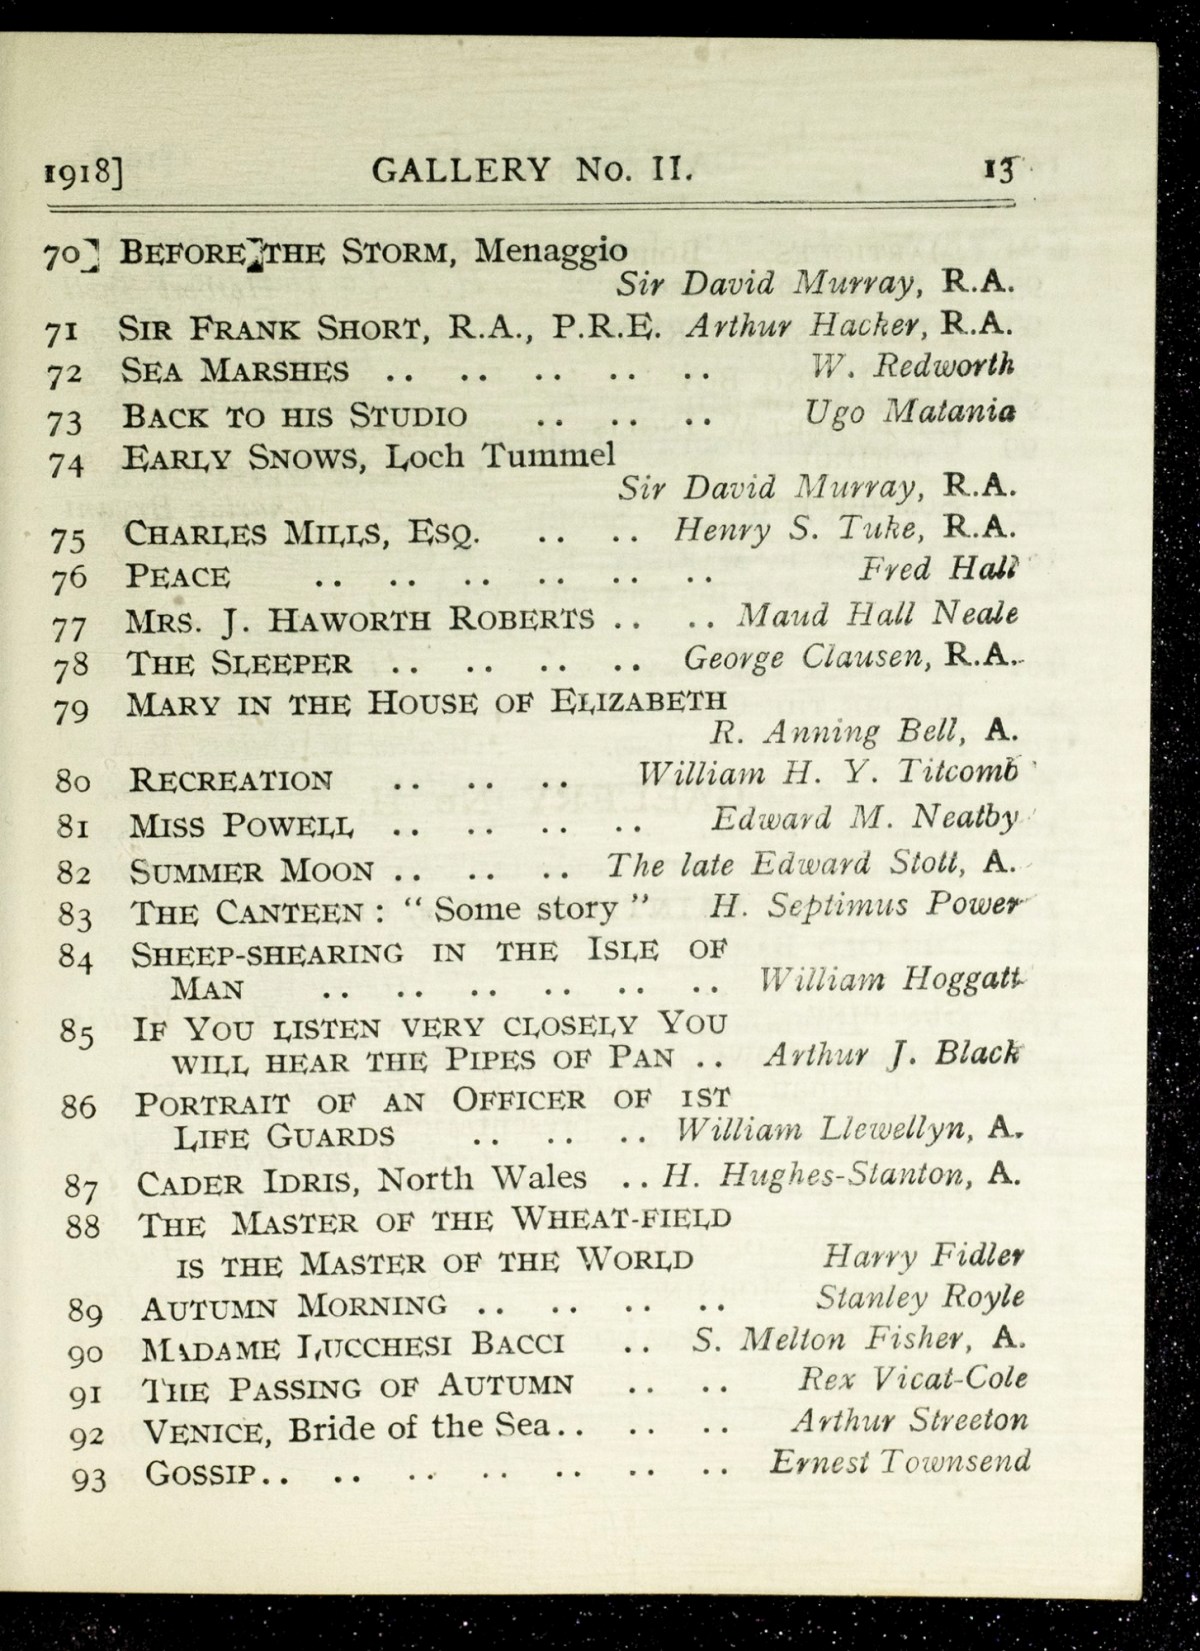 1918] GALLERY No. II. 13
70 BEFORE THE STORM, Menaggio
Sir David Murray, R.A.
71 SIR FRANK SHORT, R.A., P.R.E. Arthur Hacker, R.A.
72 SEA MARSHES .. .. .. .. .. W. Redworth
73 BACK TO HIS STUDIO .. .. .. Ugo Matania
74 EARLY SNOWS, Loch Tummel
Sir David Murray, R.A.
75 CHARLES MILLS, ESQ. .. .. Henry S. Tuke, R.A.
76 PEACE .. .. .. .. .. .. Fred Hall
77 MRS. J. HAWORTH ROBERTS .. .. Maud Hall Neale
78 THE SLEEPER .. .. .. .. George Clausen, R.A.
79 MARY IN THE HOUSE OF ELIZABETH
R. Anning Bell, A.
80 RECREATION .. .. .. William H. Y. Titcomb
81 MISS POWELL .. .. .. .. Edward M. Neatby
82 SUMMER MOON .. .. .. The late Edward Stott, A.
83 THE CANTEEN : “ Some story ” H. Septimus Power
84 SHEEP-SHEARING IN THE ISLE OF
MAN .. .. .. .. .. .. William Hoggatt
85 IF YOU LISTEN VERY CLOSELY YOU
WILL HEAR THE PIPES OF PAN .. Arthur J. Black
86 PORTRAIT OF AN OFFICER OF 1ST
LIFE GUARDS .. .. .. William Llewellyn, A.
87 CADER IDRIS, North Wales .. H. Hughes-Stanton, A.
88 THE MASTER OF THE WHEAT-FIELD
IS THE MASTER OF THE WORLD Harry Fidler
89 AUTUMN MORNING .. .. .. .. Stanley Royle
90 MADAME LUCCHESI BACCI .. S. Melton Fisher, A.
91 THE PASSING OF AUTUMN .. .. Rex Vicat-Cole
92 VENICE, Bride of the Sea .. .. .. Arthur Streeton
93 GOSSIP .. .. .. .. .. .. .. Ernest Townsend